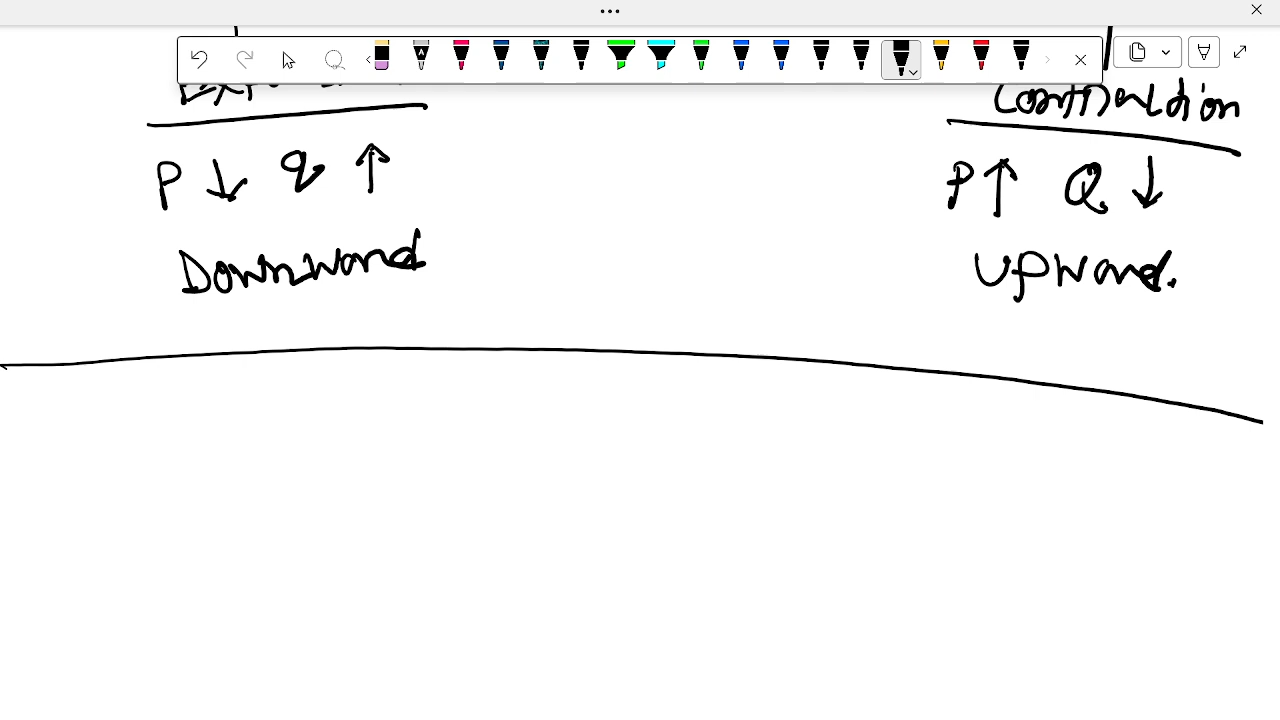 Contraction
P ↓ q ↑
P ↑ Q ↓
Downward
Upward.